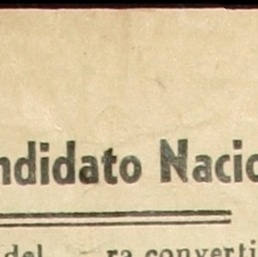 ndidato Nacio
del ra converti